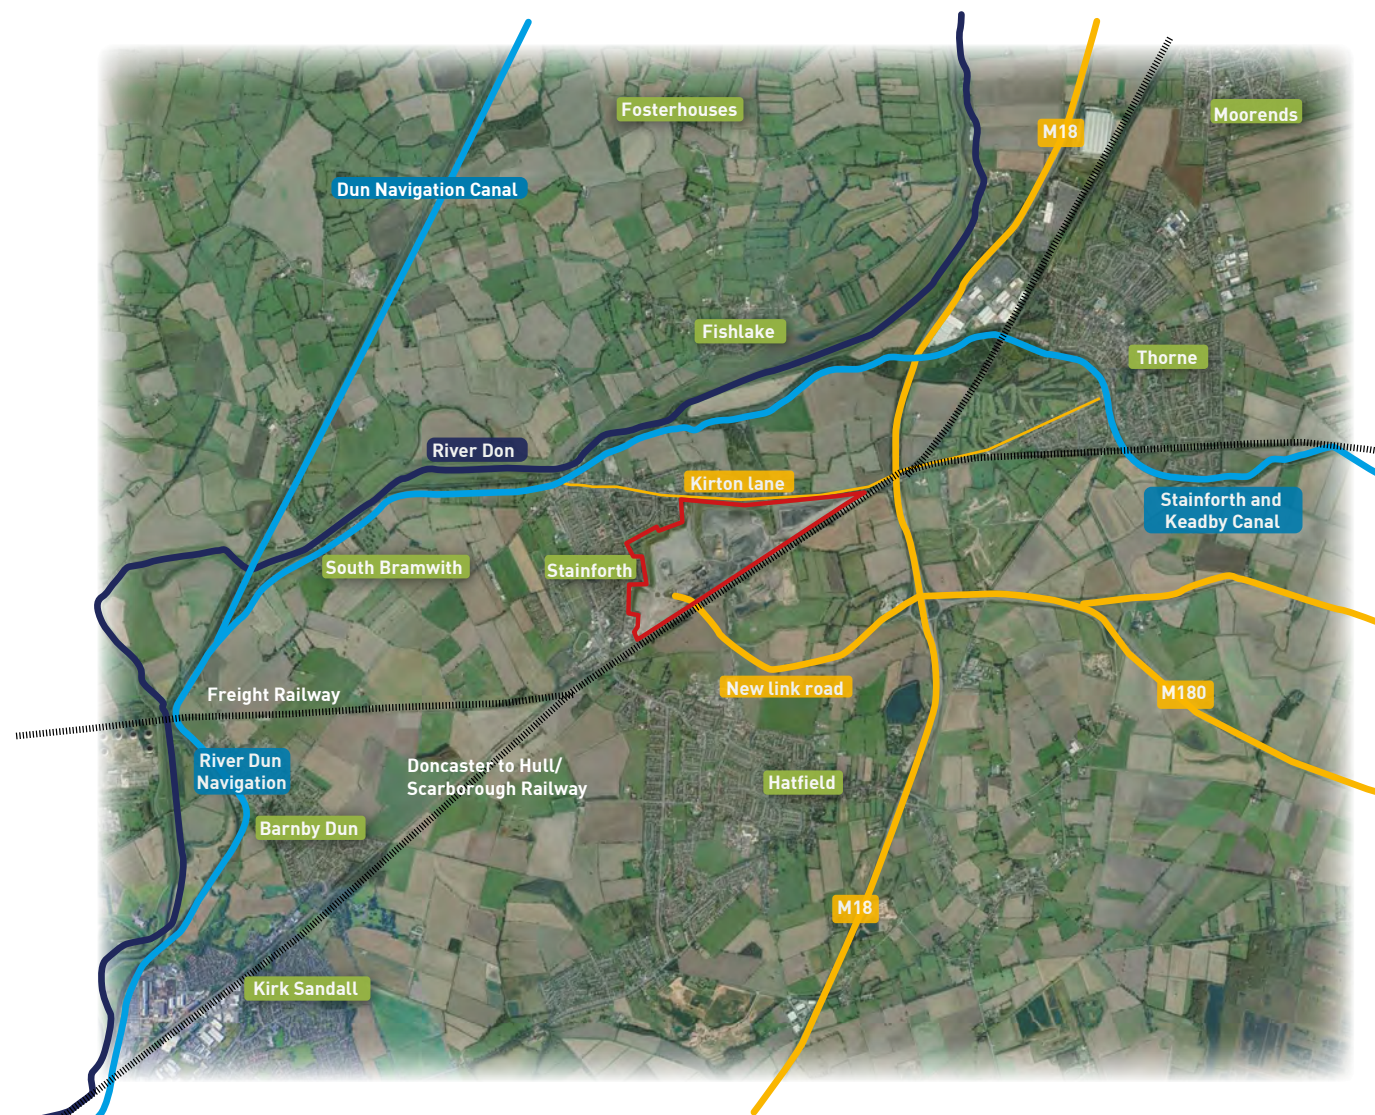 Fosterhouses
Moorends
M18
Dun Navigation Canal
Fishlake
Thorne
River Don
Kirton lane
Stainforth and
Keadby Canal
South Bramwith
Stainforth
New link road
M180
Freight Railway
River Dun
Navigation
Doncaster to Hull/
Scarborough Railway
Hatfield
Barnby Dun
M18
Kirk Sandall